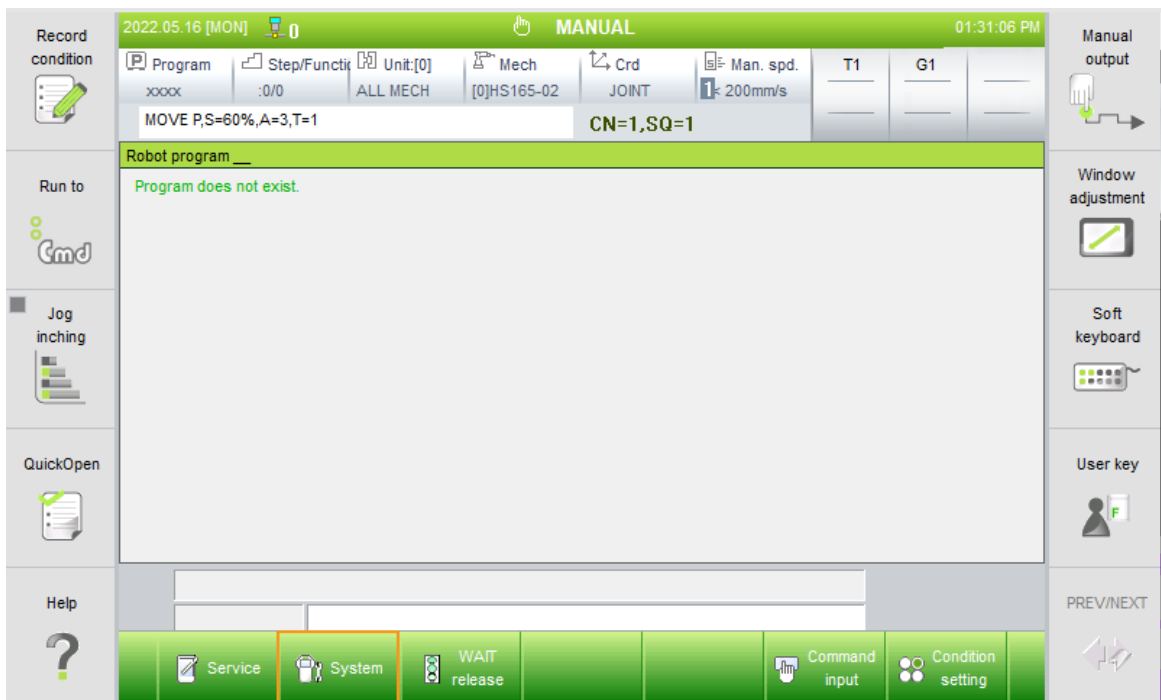 Record
condition
Run to
Cmd
Jog
inching
QuickOpen
Help
2022.05.16 [MON] 0 MANUAL 01:31:06 PM
P Program Step/Functic Unit:[0] Mech Crd Man. spd. T1 G1
xxxx :0/0 ALL MECH [0]HS165-02 JOINT 1< 200mm/s
MOVE P,S=60%,A=3,T=1 CN=1,SQ=1
Robot program __
Program does not exist.
Service System WAIT
release
Command
input
Condition
setting
Manual
output
Window
adjustment
Soft
keyboard
User key
F
PREV/NEXT